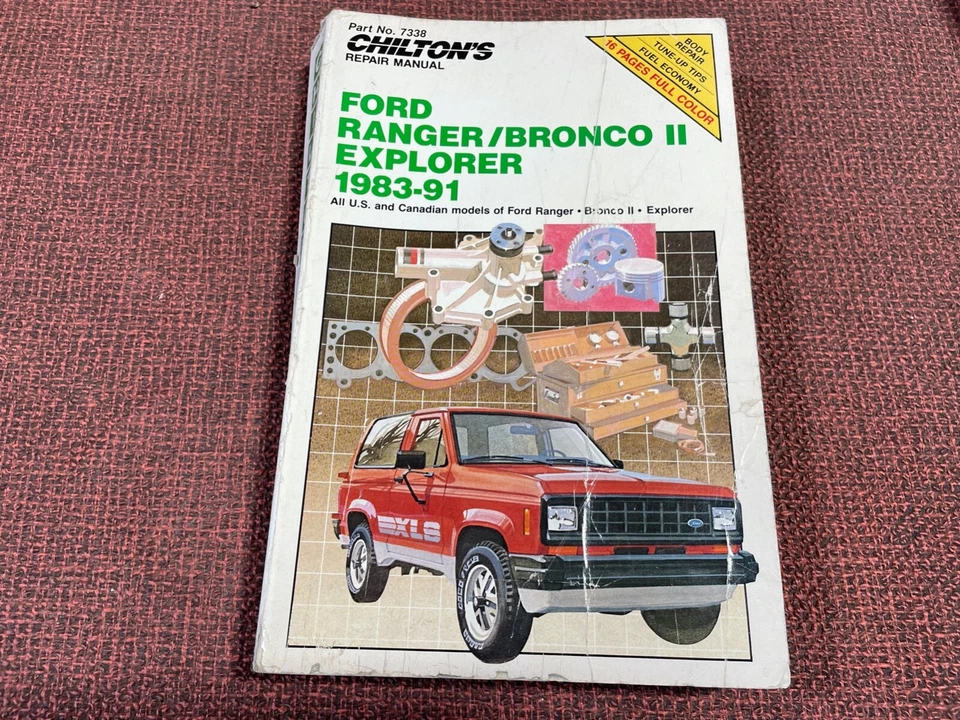 Part No. 7338
CHILTON'S
REPAIR MANUAL
BODY
REPAIR
TUNE-UP TIPS
FUEL ECONOMY
16 PAGES FULL COLOR
FORD
RANGER/BRONCO II
EXPLORER
1983-91
All U.S. and Canadian models of Ford Ranger • Bronco II • Explorer
XLS
Ford